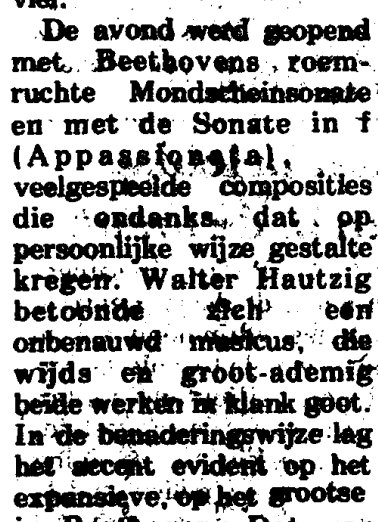 De avond werd geopend
met Beethovens roem-
ruchte Mondscheinsonate
en met de Sonate in f
(Appassionata),
veelgespeelde composities
die ondanks dat op
persoonlijke wijze gestalte
kregen. Walter Hautzig
betoonde zich een
onbenauwd musicus, die
wijds en groot-ademig
beide werken in klank goot.
In de benaderingswijze lag
het accent evident op het
expansieve, op het grootse